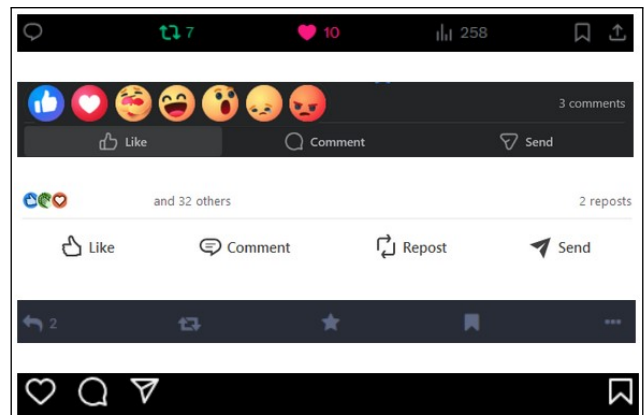 7 10 258
3 comments
Like Comment Send
and 32 others 2 reposts
Like Comment Repost Send
2